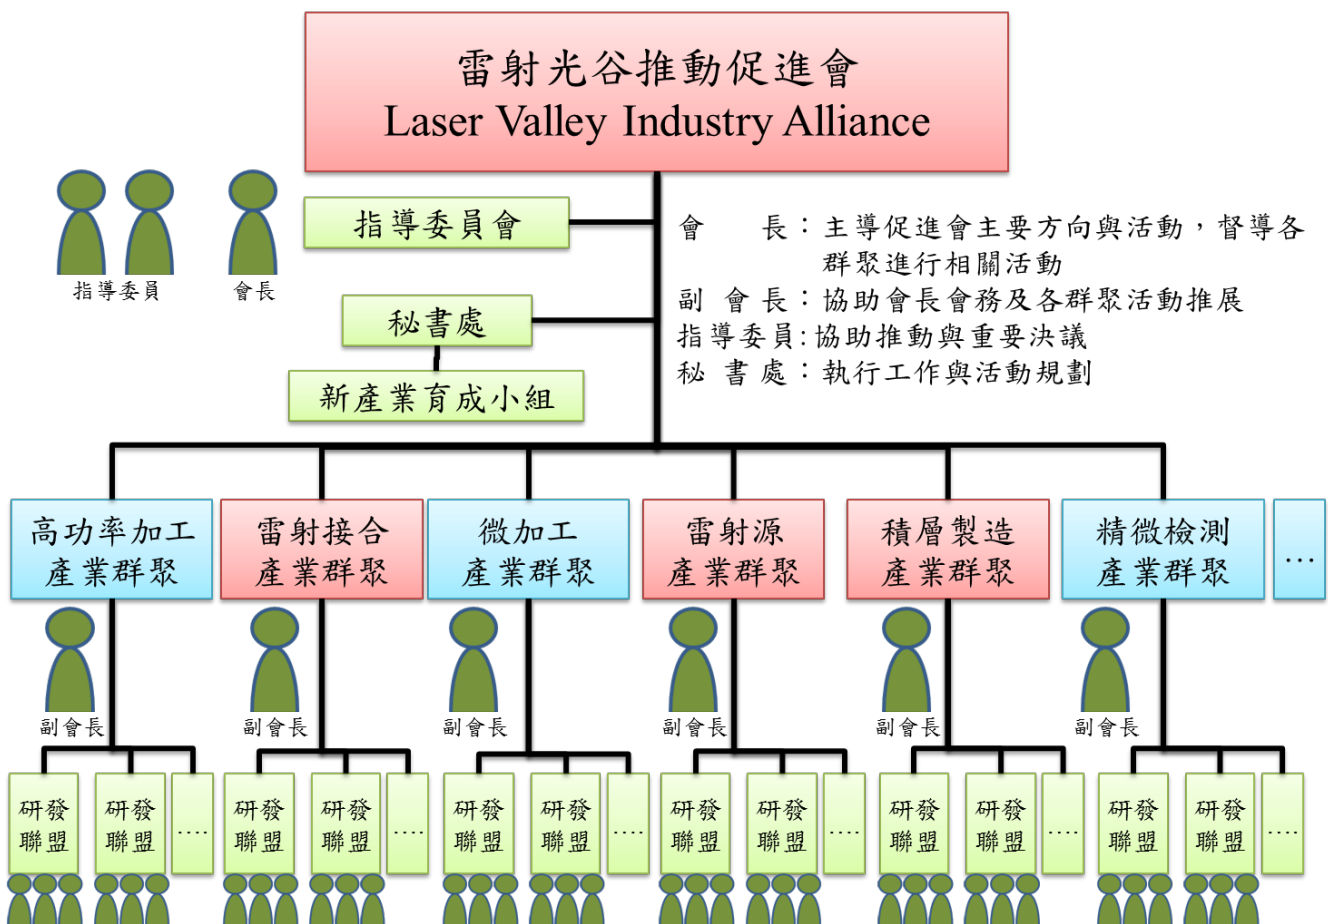 雷射光谷推動促進會
Laser Valley Industry Alliance
指導委員
會長
指導委員會
秘書處
新產業育成小組
會　　長：主導促進會主要方向與活動，督導各
群聚進行相關活動
副 會 長：協助會長會務及各群聚活動推展
指導委員:協助推動與重要決議
秘 書 處：執行工作與活動規劃
高功率加工
產業群聚
雷射接合
產業群聚
微加工
產業群聚
雷射源
產業群聚
積層製造
產業群聚
精微檢測
產業群聚
…
副會長
副會長
副會長
副會長
副會長
副會長
研發
聯盟
研發
聯盟
....
研發
聯盟
研發
聯盟
....
研發
聯盟
研發
聯盟
....
研發
聯盟
研發
聯盟
....
研發
聯盟
研發
聯盟
....
研發
聯盟
研發
聯盟
....